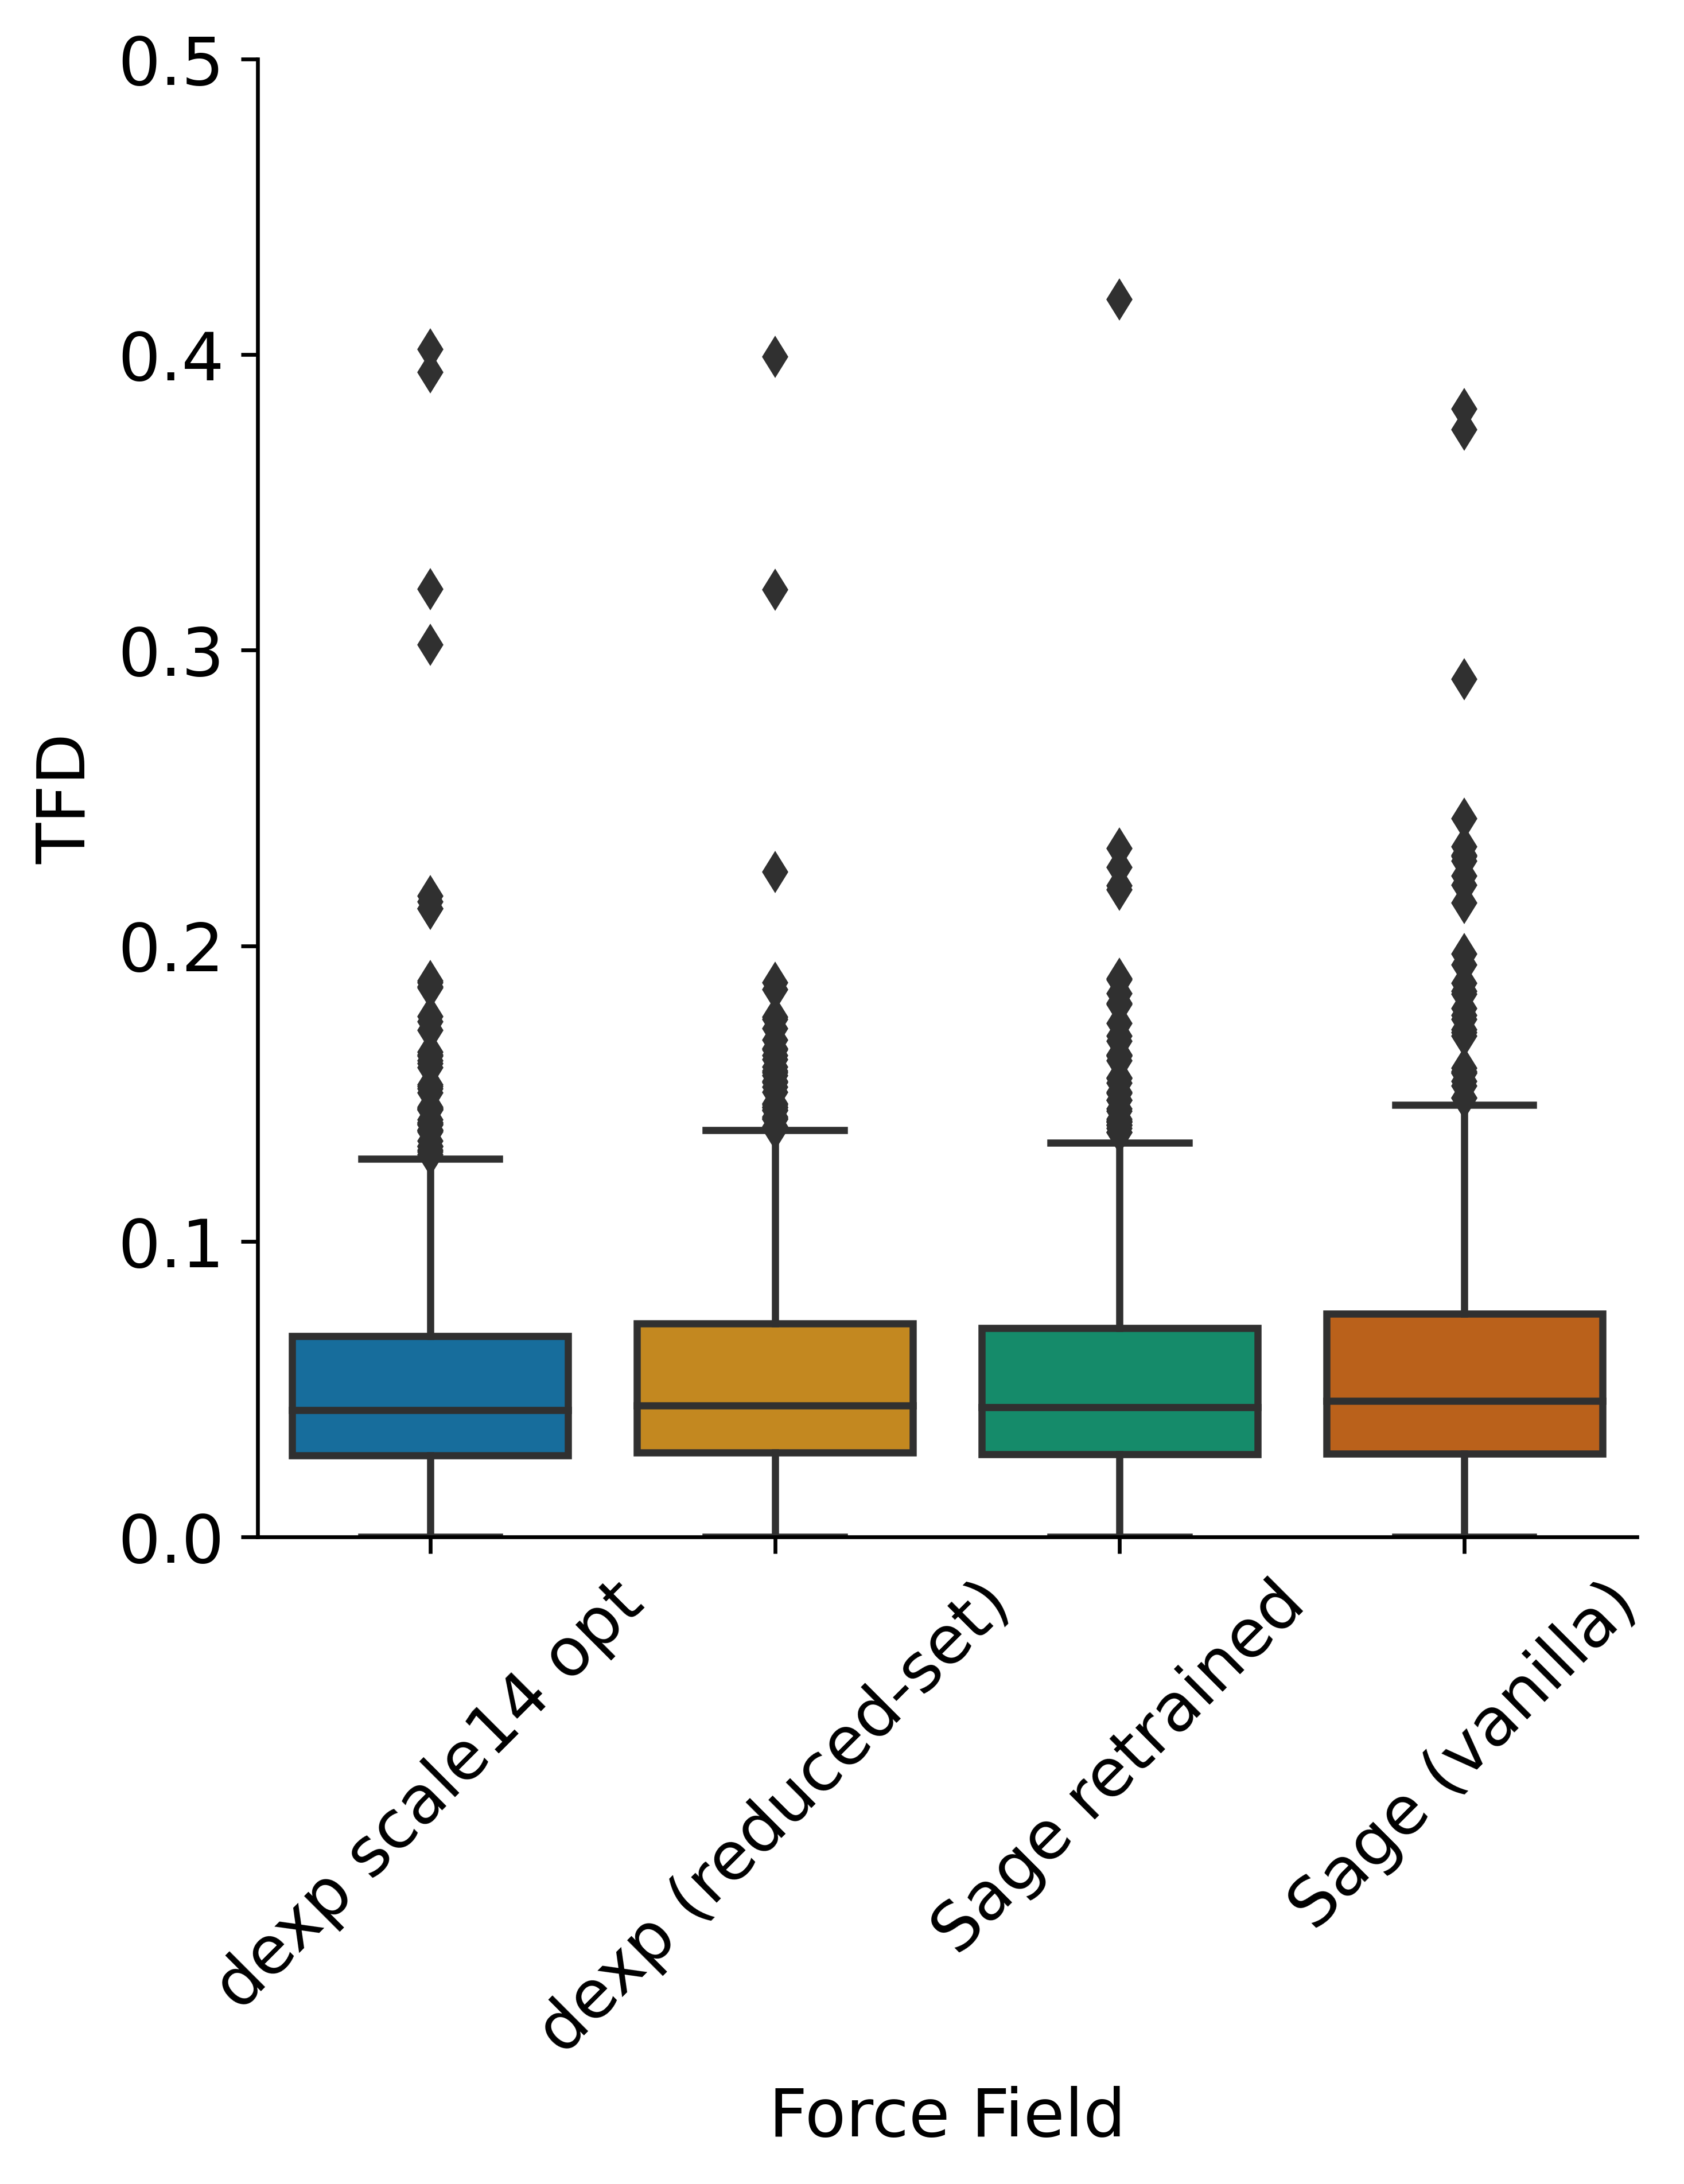 0.5
0.4
0.3
0.2
0.1
0.0
TFD
dexp scale14 opt
dexp (reduced-set)
Sage retrained
Sage (vanilla)
Force Field